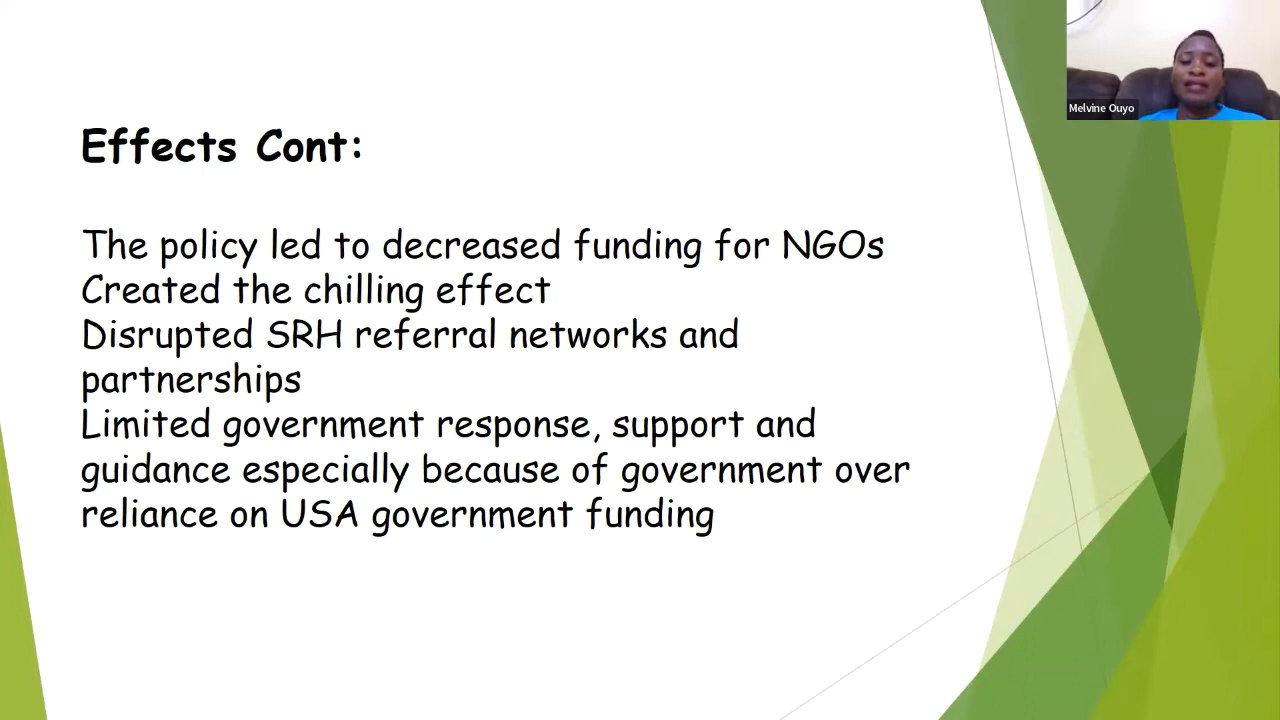 Melvine Ouyo
Effects Cont:
The policy led to decreased funding for NGOs
Created the chilling effect
Disrupted SRH referral networks and
partnerships
Limited government response, support and
guidance especially because of government over
reliance on USA government funding